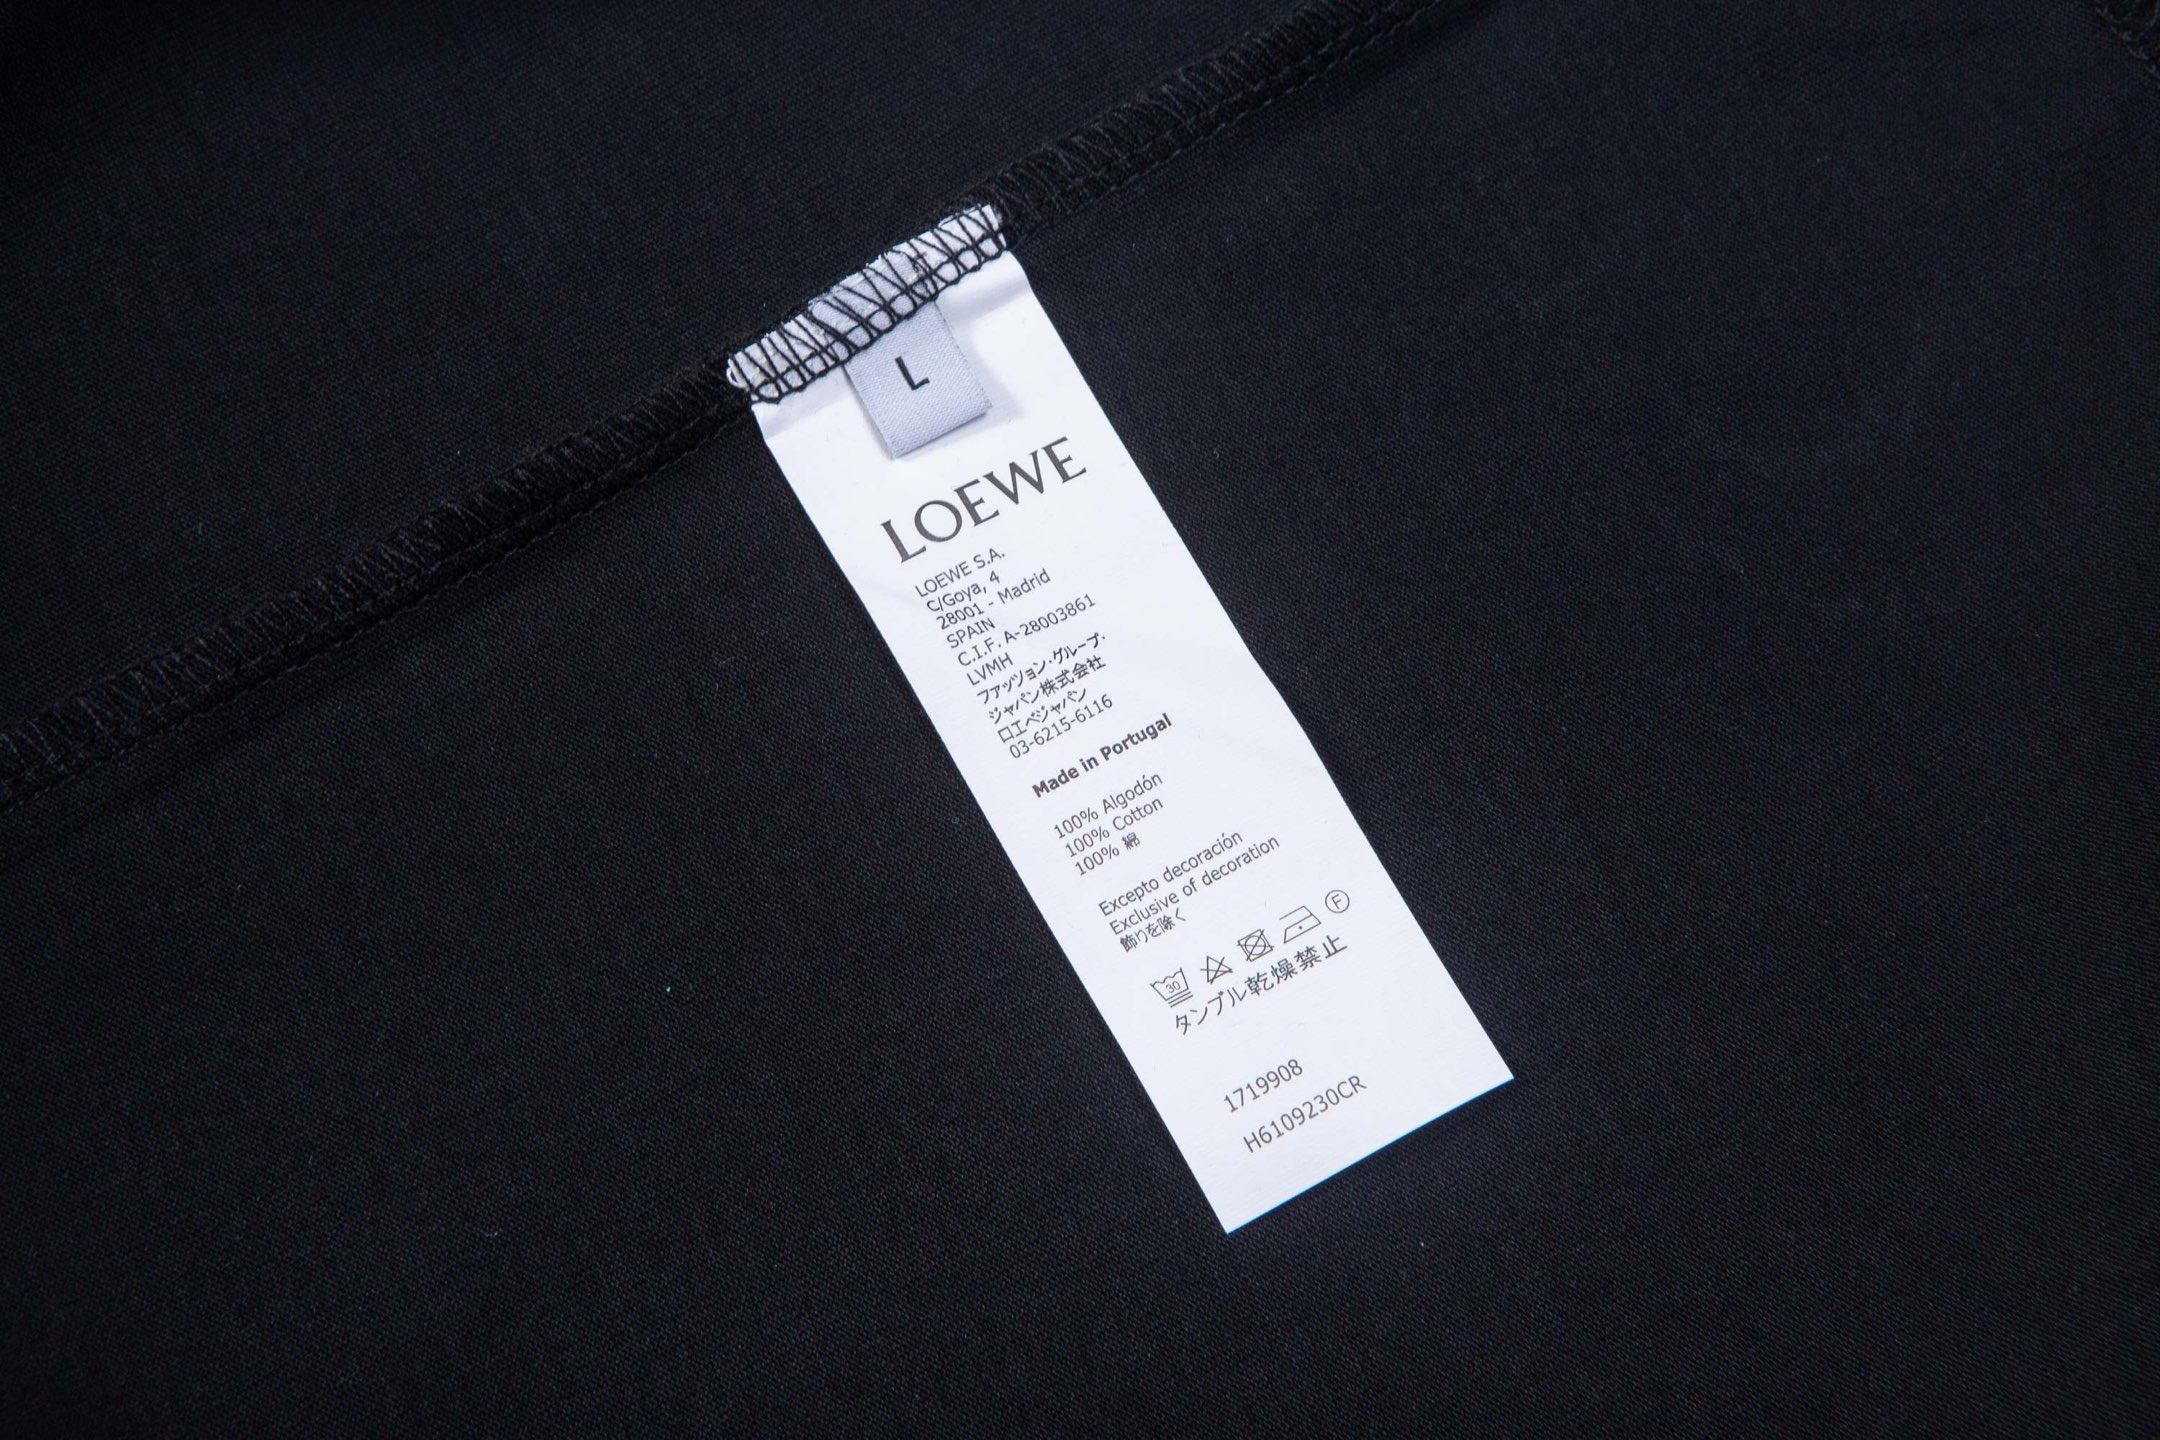 L
LOEWE
LOEWE S.A.
C/Goya, 4
28001 - Madrid
SPAIN
C.I.F. A-28003861
LVMH
ファッツョン・グループ・
ジャパン株式会社
ロエベジャパン
03-6215-6116
Made in Portugal
100% Algodón
100% Cotton
100% 綿
Excepto decoración
Exclusive of decoration
飾りを除く
30 F
タンブル乾燥禁止
1719908
H6109230CR